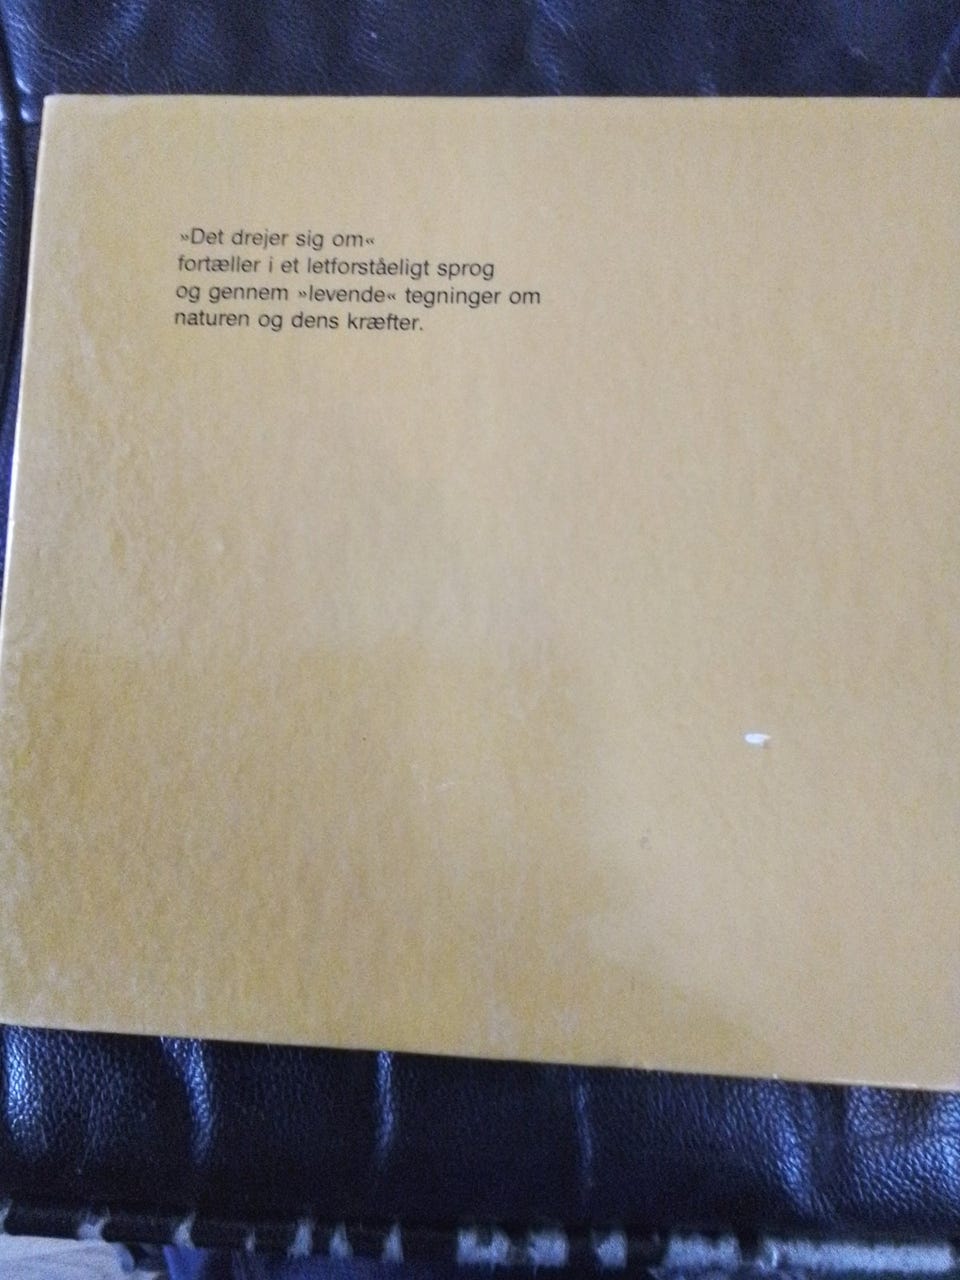 »Det drejer sig om«
fortæller i et letforståeligt sprog
og gennem »levende« tegninger om
naturen og dens kræfter.